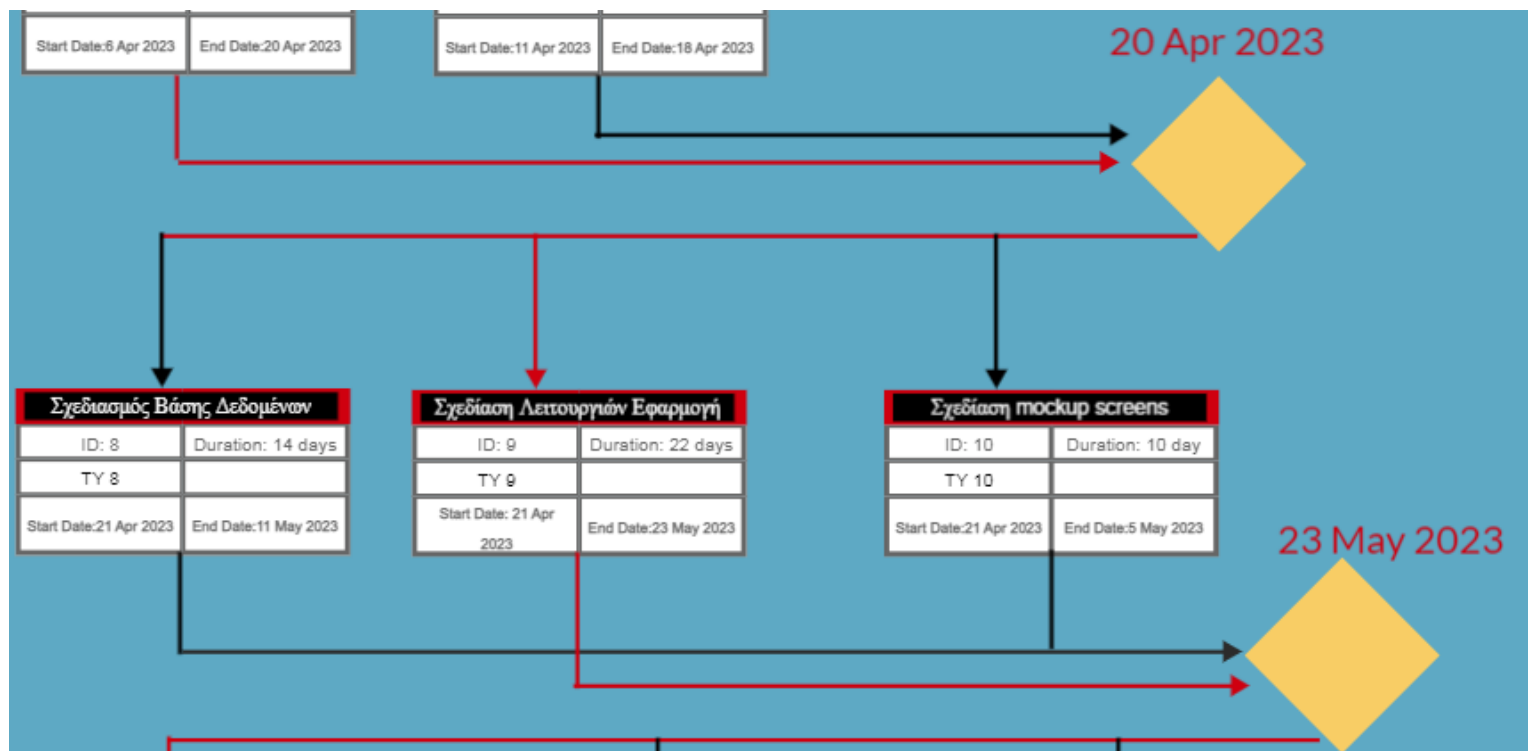 Start Date:6 Apr 2023 End Date:20 Apr 2023
Start Date:11 Apr 2023 End Date:18 Apr 2023
20 Apr 2023
Σχεδιασμός Βάσης Δεδομένων
ID: 8 Duration: 14 days
TY 8
Start Date:21 Apr 2023 End Date:11 May 2023
Σχεδίαση Λειτουργιών Εφαρμογή
ID: 9 Duration: 22 days
TY 9
Start Date: 21 Apr
2023
End Date:23 May 2023
Σχεδίαση mockup screens
ID: 10 Duration: 10 day
TY 10
Start Date:21 Apr 2023 End Date:5 May 2023
23 May 2023